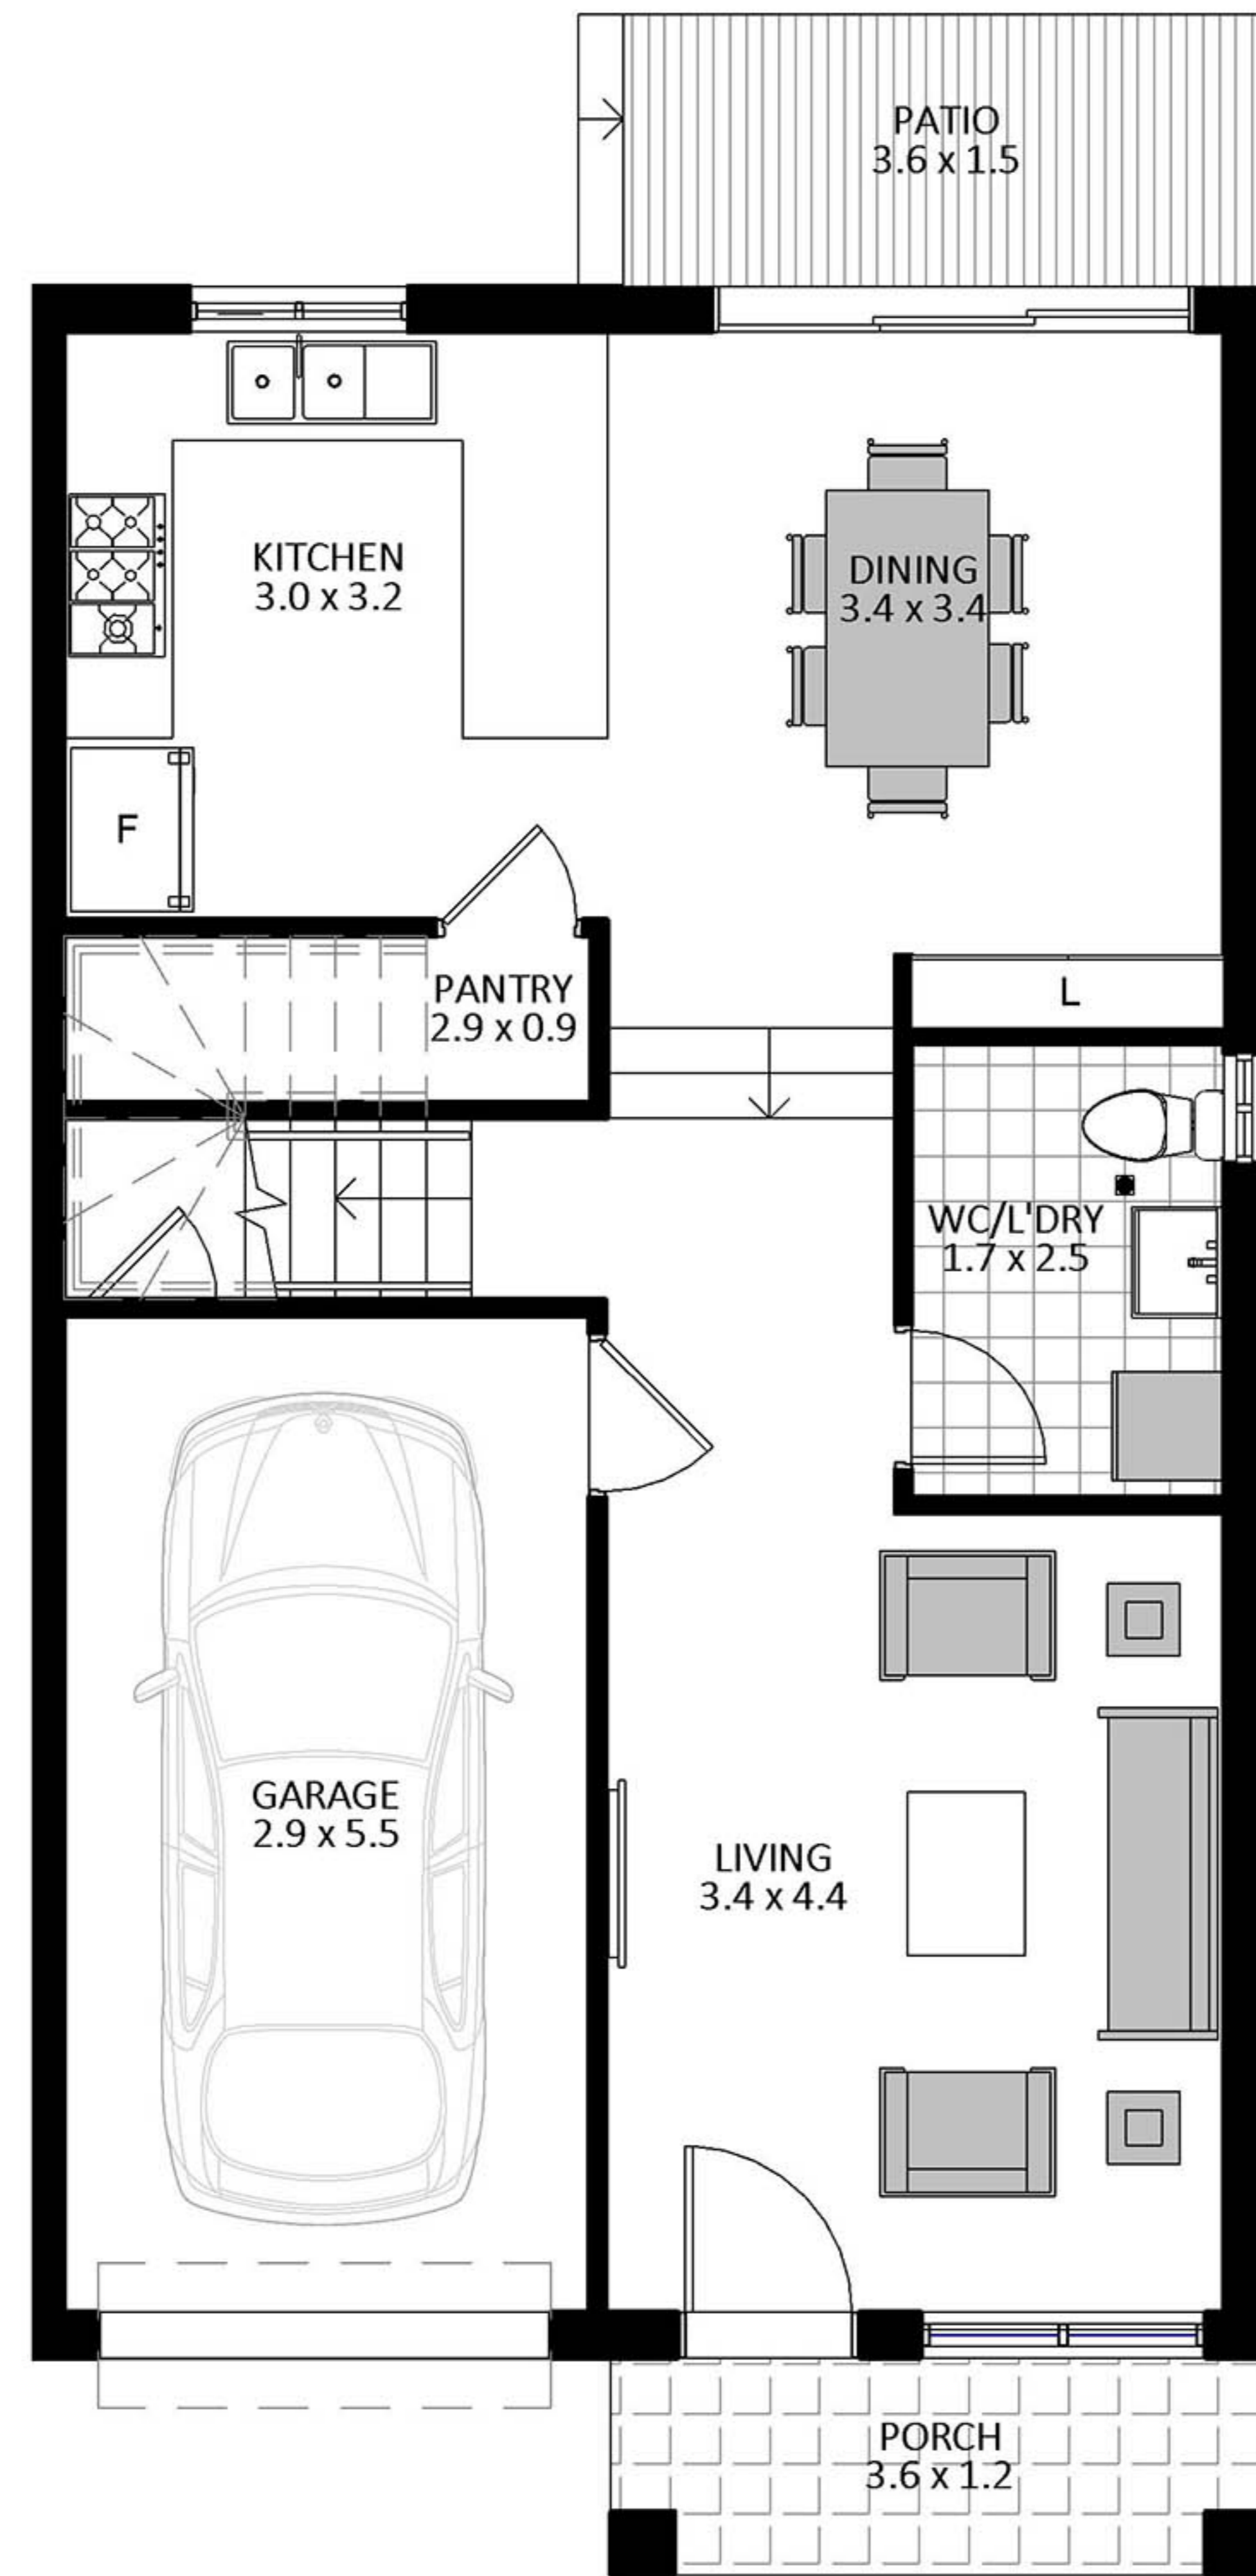 PATIO
3.6 x 1.5
KITCHEN
3.0 x 3.2
DINING
3.4 x 3.4
F
PANTRY
2.9 x 0.9
L
WC/L'DRY
1.7 x 2.5
GARAGE
2.9 x 5.5
LIVING
3.4 x 4.4
PORCH
3.6 x 1.2